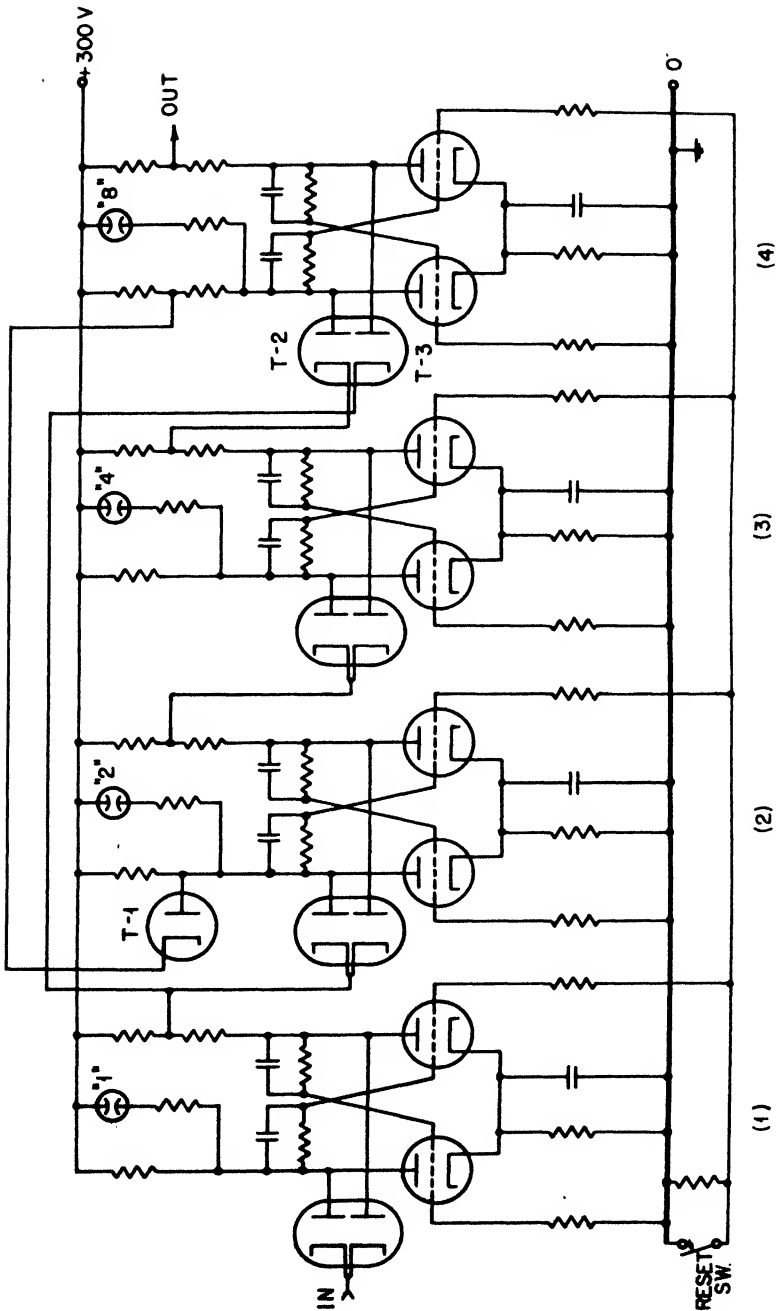 +300 V
OUT
"8"
"4"
"2"
"1"
T-2
T-1
T-3
IN
0
RESET
SW.
(1)
(2)
(3)
(4)